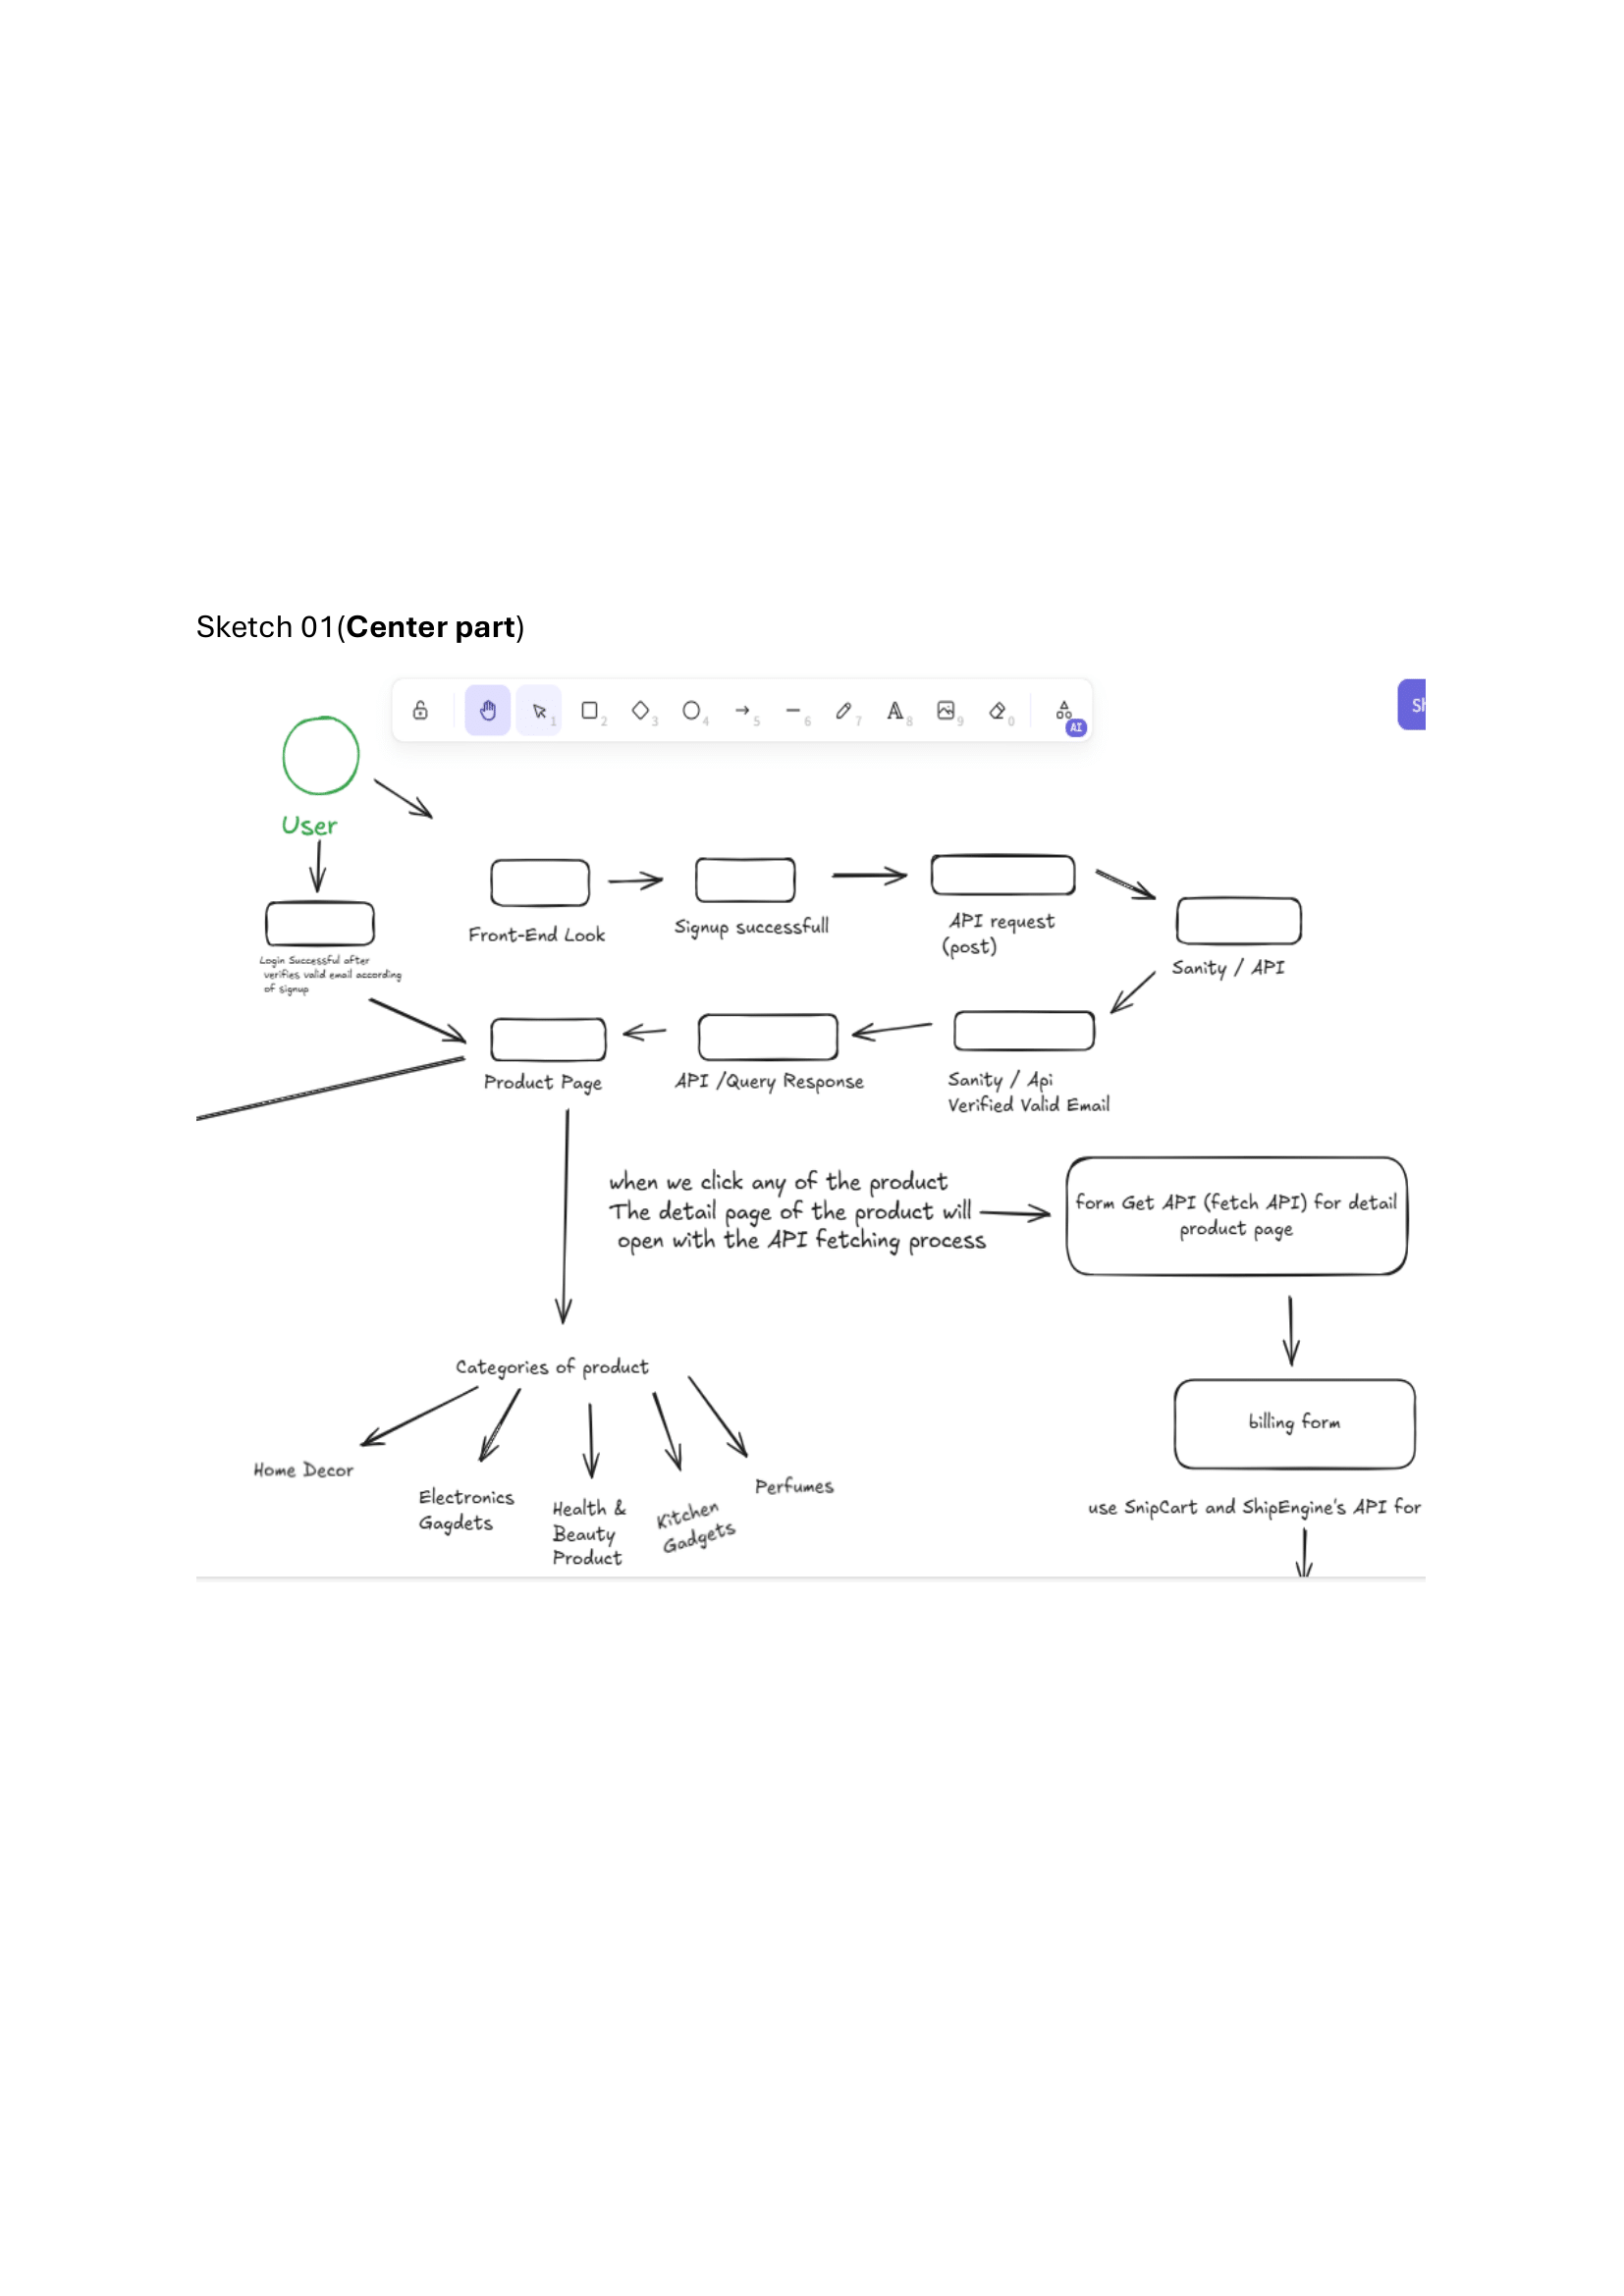 Sketch 01(Center part)
1 2 3 4 5 6 7 8 9 0
AI
Sh
User
Front-End Look
Signup successfull
API request
(post)
Sanity / API
Login Successful after
verifies valid email according
of signup
Product Page
API /Query Response
Sanity / Api
Verified Valid Email
when we click any of the product
The detail page of the product will
open with the API fetching process
form Get API (fetch API) for detail
product page
billing form
use SnipCart and ShipEngine's API for
Categories of product
Home Decor
Electronics
Gagdets
Health &
Beauty
Product
Kitchen
Gadgets
Perfumes